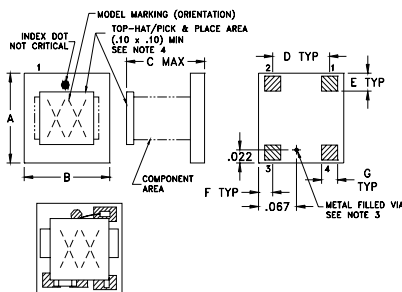 MODEL MARKING (ORIENTATION)
INDEX DOT
NOT CRITICAL
TOP-HAT/PICK & PLACE AREA
(.10 x .10) MIN
SEE NOTE 4
C MAX
D TYP
1
2
1
E TYP
A
XX
B
COMPONENT
AREA
.022
3
4
F TYP
G
TYP
.067
METAL FILLED VIA
SEE NOTE 3
XX